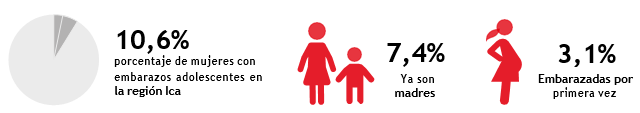 10,6%
porcentaje de mujeres con
embarazos adolescentes en
la región Ica
7,4%
Ya son
madres
3,1%
Embarazadas por
primera vez